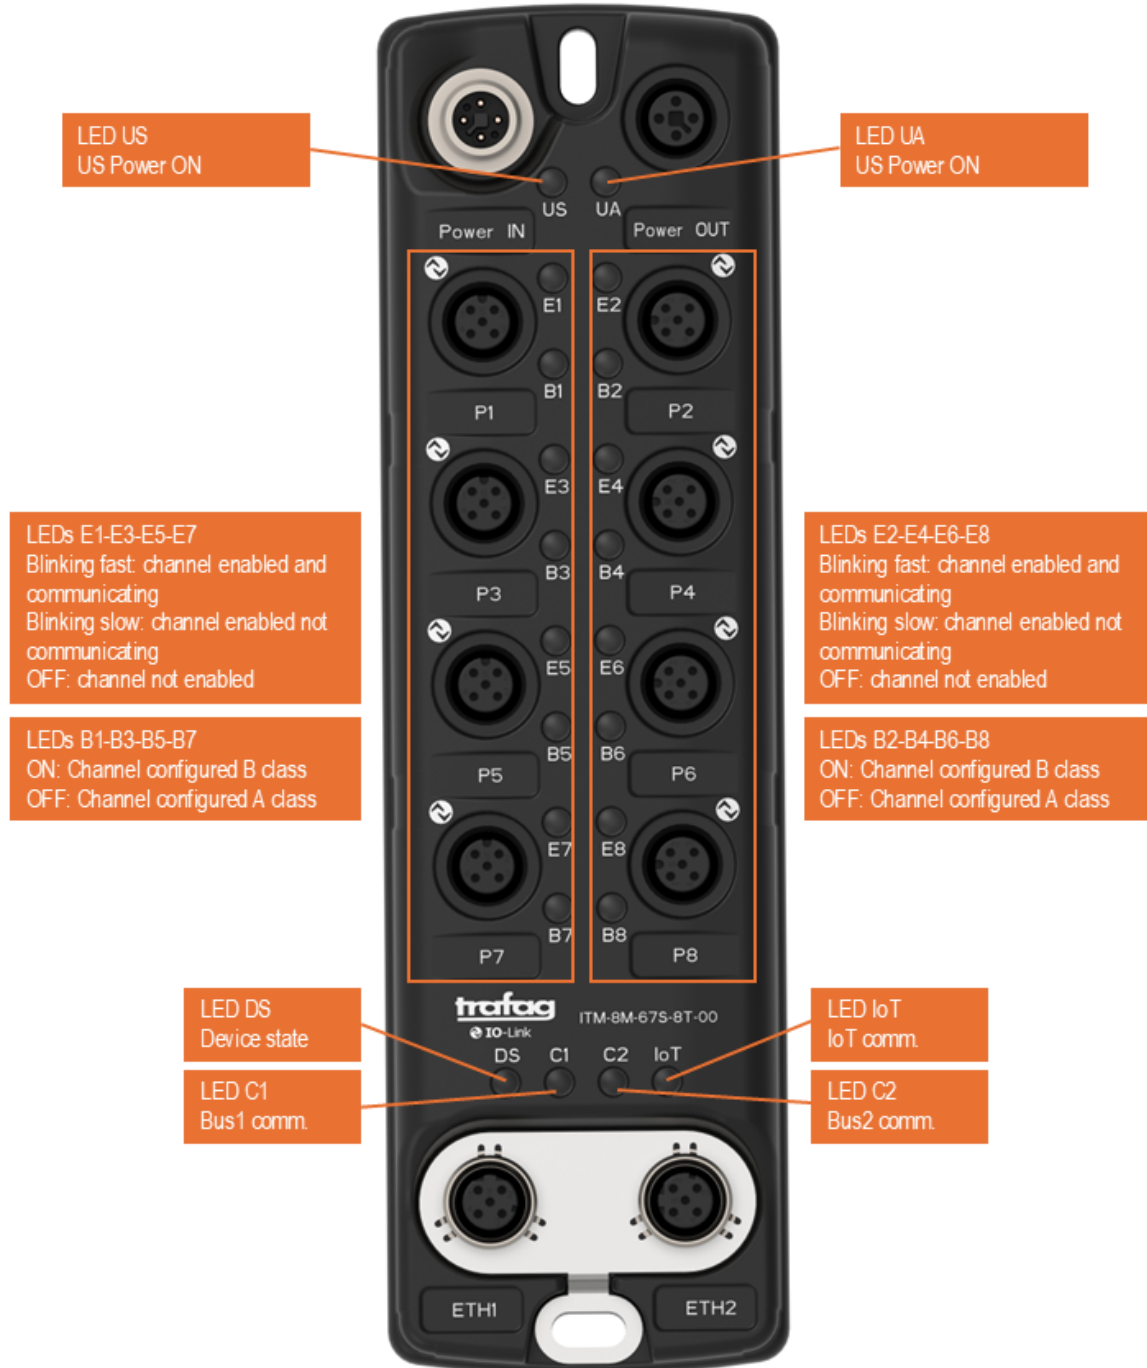 LED US
US Power ON
LED UA
US Power ON
US
UA
Power IN
Power OUT
E1
E2
B1
B2
P1
P2
E3
E4
B3
B4
P3
P4
E5
E6
B5
B6
P5
P6
E7
E8
B7
B8
P7
P8
LEDs E1-E3-E5-E7
Blinking fast: channel enabled and
communicating
Blinking slow: channel enabled not
communicating
OFF: channel not enabled
LEDs B1-B3-B5-B7
ON: Channel configured B class
OFF: Channel configured A class
LEDs E2-E4-E6-E8
Blinking fast: channel enabled and
communicating
Blinking slow: channel enabled not
communicating
OFF: channel not enabled
LEDs B2-B4-B6-B8
ON: Channel configured B class
OFF: Channel configured A class
trafag
IO-Link
ITM-8M-67S-8T-00
DS
C1
C2
IoT
LED DS
Device state
LED C1
Bus1 comm.
LED IoT
IoT comm.
LED C2
Bus2 comm.
ETH1
ETH2